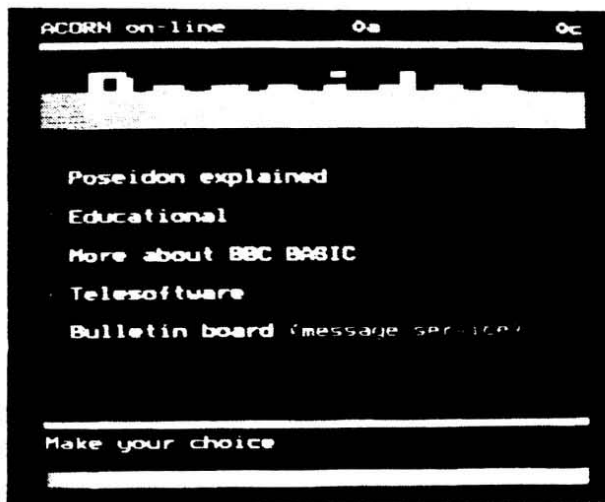 ACORN on-line 0a 0c
Poseidon explained
Educational
More about BBC BASIC
Telesoftware
Bulletin board (message service)
Make your choice